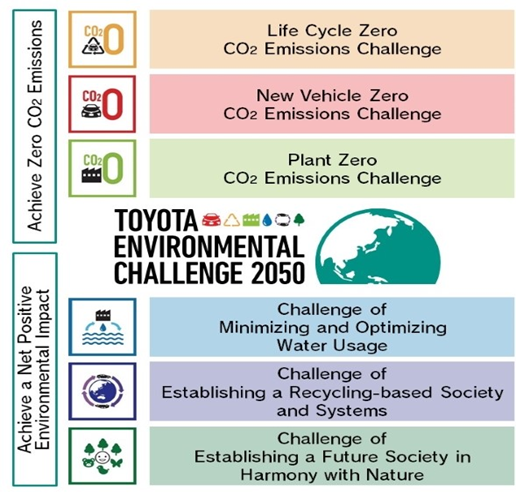 Achieve Zero CO2 Emissions
CO2 0
Life Cycle Zero
CO2 Emissions Challenge
CO2 0
New Vehicle Zero
CO2 Emissions Challenge
CO2 0
Plant Zero
CO2 Emissions Challenge
TOYOTA
ENVIRONMENTAL
CHALLENGE 2050
Achieve a Net Positive
Environmental Impact
Challenge of
Minimizing and Optimizing
Water Usage
Challenge of
Establishing a Recycling-based Society
and Systems
Challenge of
Establishing a Future Society in
Harmony with Nature